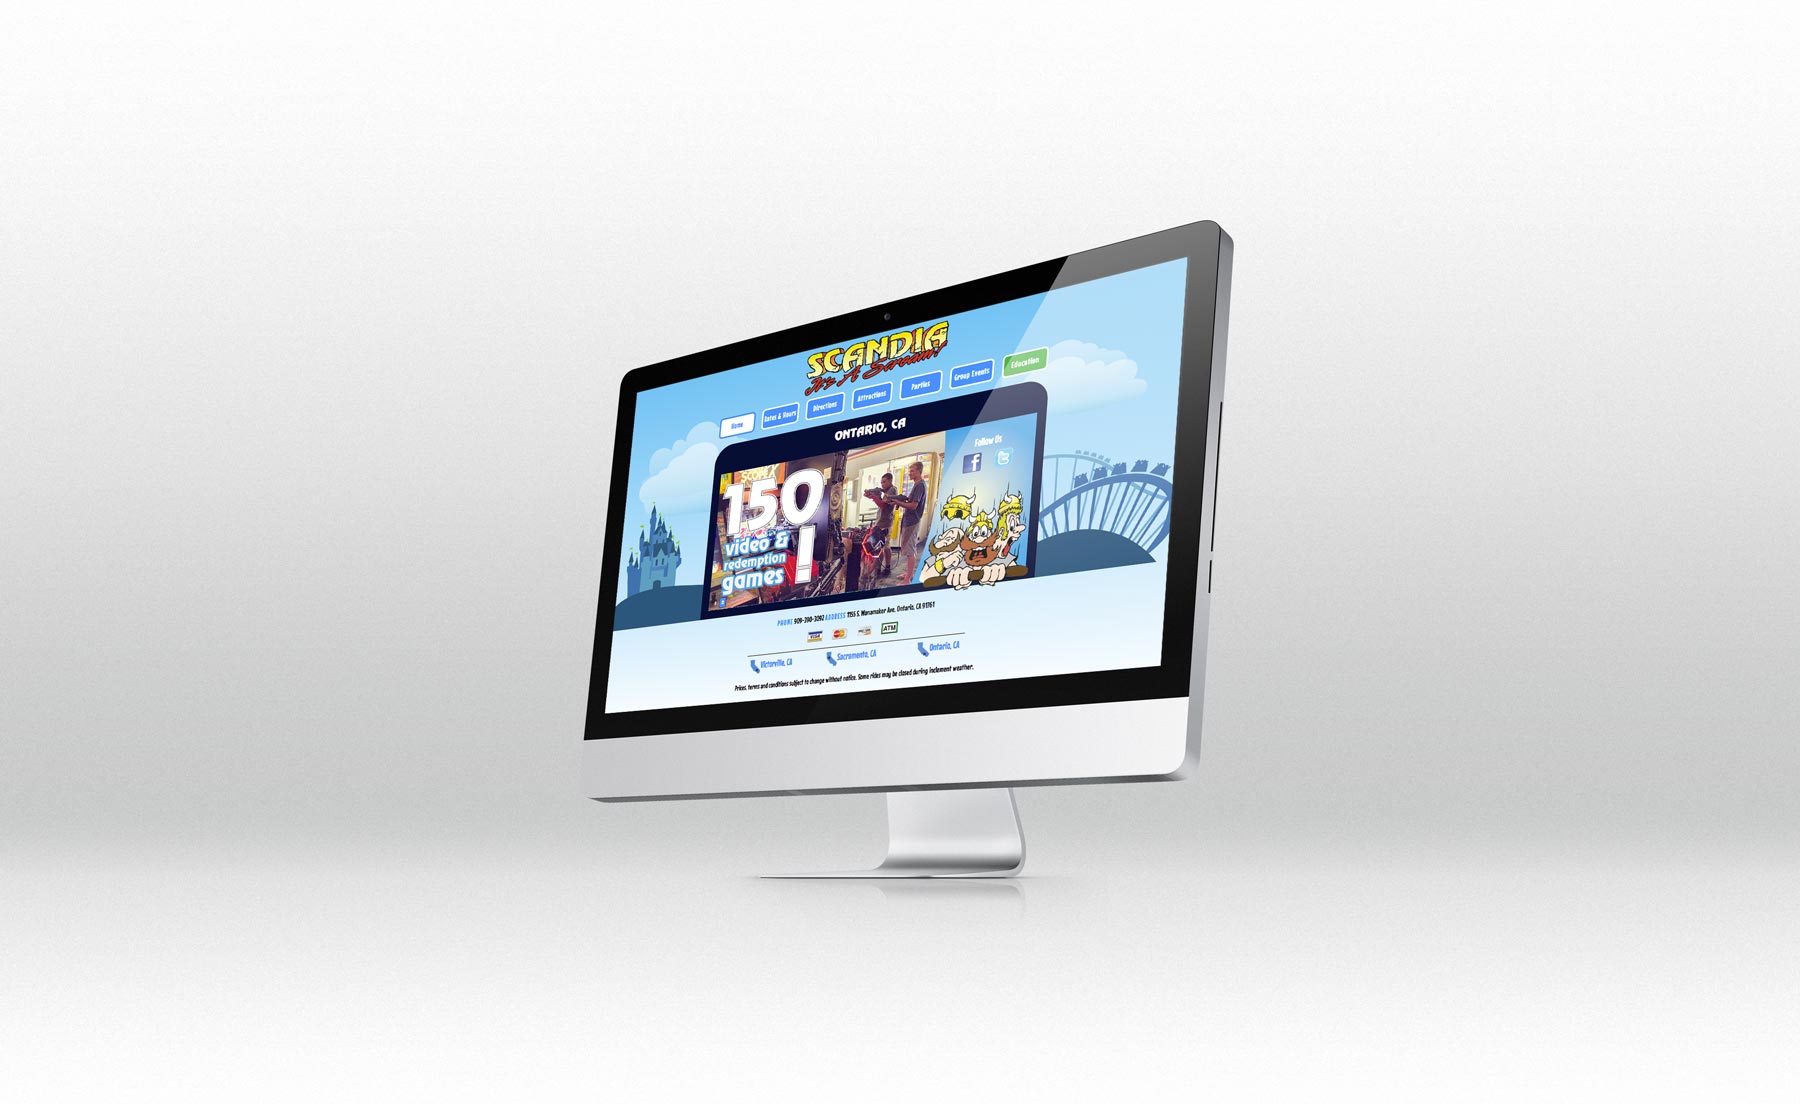 SCANDIA
It's A Scream!
Home
Rates & Hours
Directions
Attractions
Parties
Group Events
Education
ONTARIO, CA
150
video &
redemption
games!
Follow Us
f
t
PHONE 909-390-3092 ADDRESS 1155 S. Wanamaker Ave. Ontario, CA 91761
VISA
ATM
Victorville, CA
Sacramento, CA
Ontario, CA
Prices, terms and conditions subject to change without notice. Some rides may be closed during inclement weather.